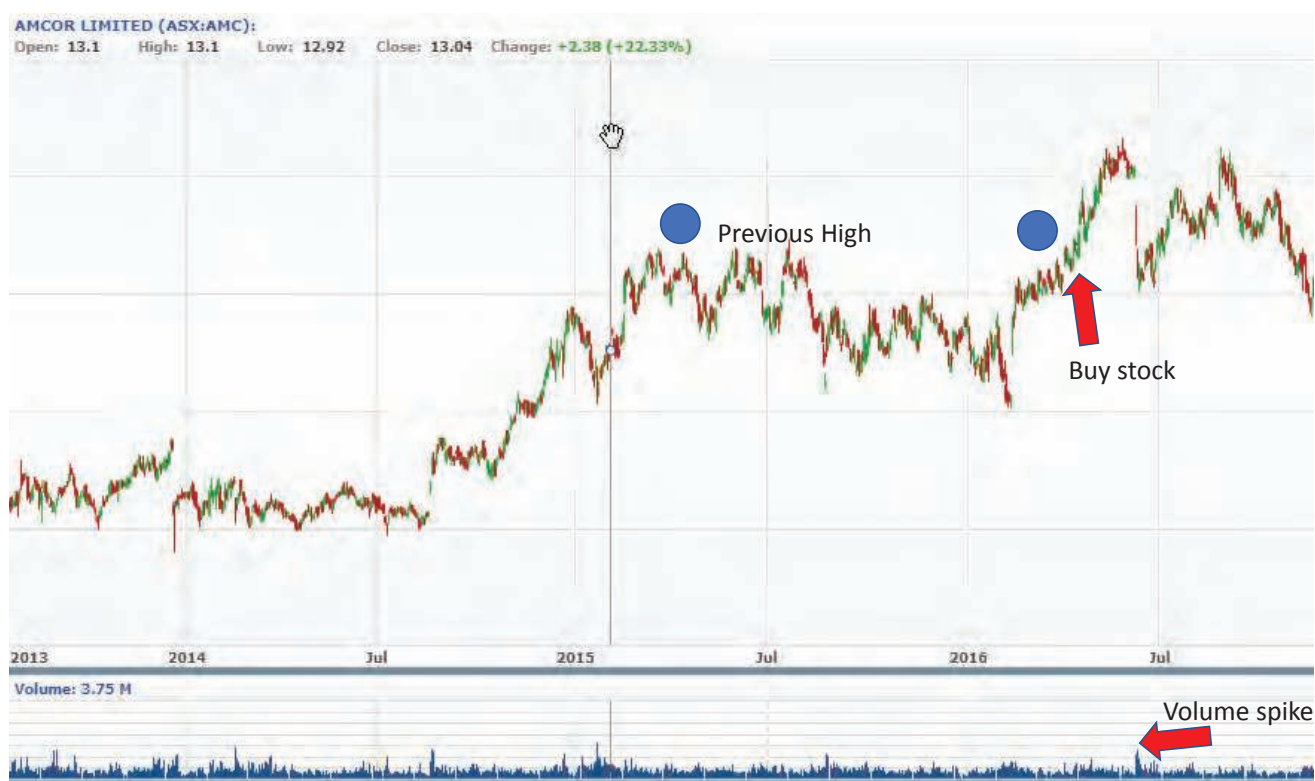 AMCOR LIMITED (ASX:AMC):
Open: 13.1 High: 13.1 Low: 12.92 Close: 13.04 Change: +2.38 (+22.33%)
Previous High
Buy stock
2013 2014 Jul 2015 Jul 2016 Jul
Volume: 3.75 M
Volume spike